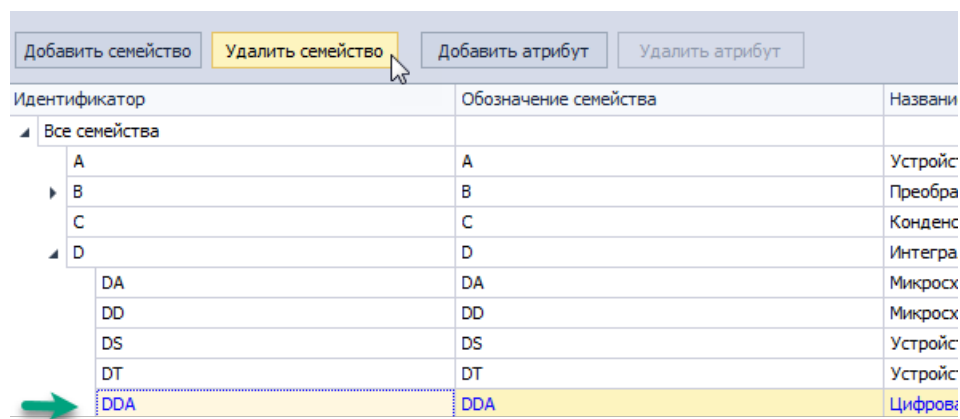 Добавить семейство Удалить семейство Добавить атрибут Удалить атрибут
Идентификатор Обозначение семейства Названи
Все семейства
A A Устройст
B B Преобра
C C Конденс
D D Интегра
DA DA Микросх
DD DD Микросх
DS DS Устройст
DT DT Устройст
DDA DDA Цифрова